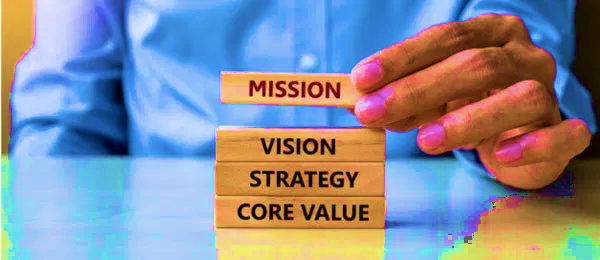 MISSION
VISION
STRATEGY
CORE VALUE